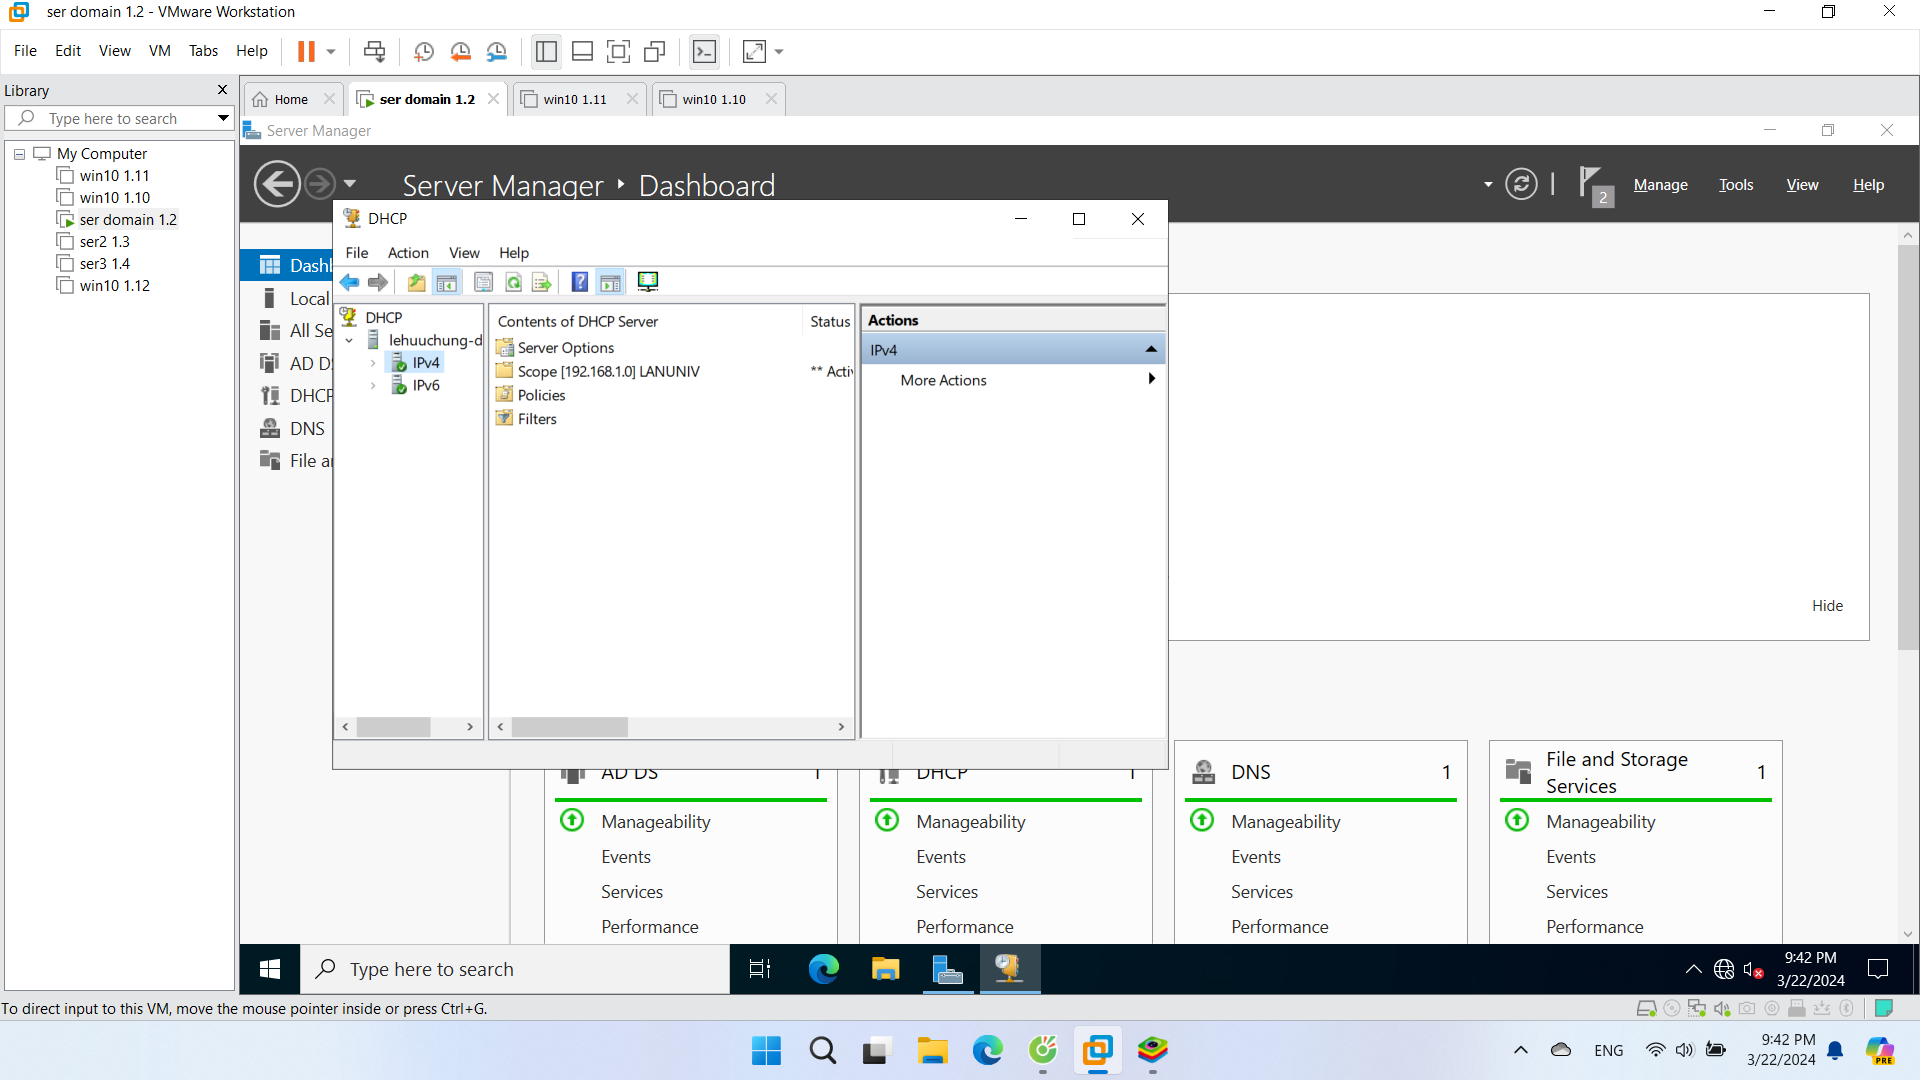 ser domain 1.2 - VMware Workstation
File Edit View VM Tabs Help
Library
Type here to search
My Computer
win10 1.11
win10 1.10
ser domain 1.2
ser2 1.3
ser3 1.4
win10 1.12
Home
ser domain 1.2
win10 1.11
win10 1.10
Server Manager
Server Manager Dashboard
2
Manage Tools View Help
Dashb
Local
All Se
AD D
DHCP
DNS
File a
DHCP
File Action View Help
DHCP
lehuuchung-d
IPv4
IPv6
Contents of DHCP Server Status
Server Options
Scope [192.168.1.0] LANUNIV ** Activ
Policies
Filters
Actions
IPv4
More Actions
Hide
AD DS 1
Manageability
Events
Services
Performance
DHCP 1
Manageability
Events
Services
Performance
DNS 1
Manageability
Events
Services
Performance
File and Storage
Services 1
Manageability
Events
Services
Performance
Type here to search
9:42 PM
3/22/2024
To direct input to this VM, move the mouse pointer inside or press Ctrl+G.
ENG
9:42 PM
3/22/2024
PRE